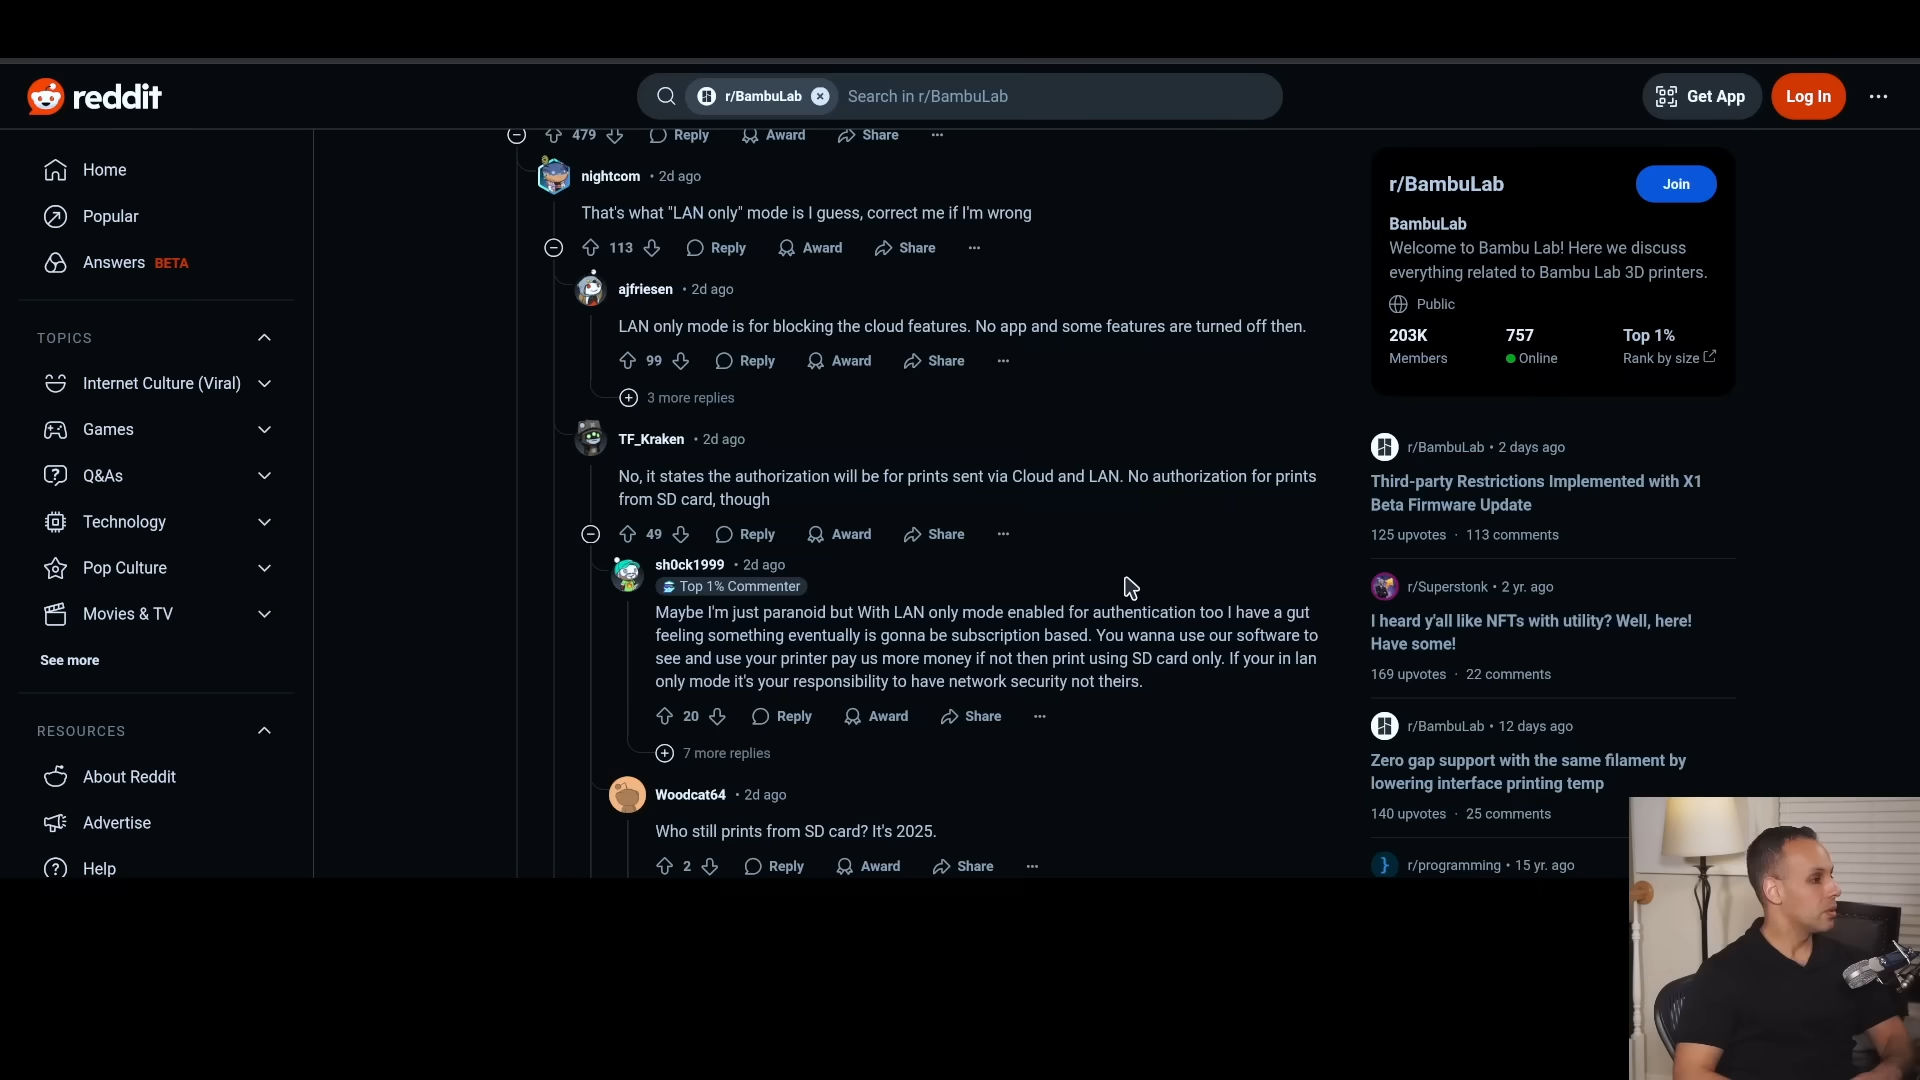 reddit
r/BambuLab
Search in r/BambuLab
Get App
Log In
Home
Popular
Answers BETA
TOPICS
Internet Culture (Viral)
Games
Q&As
Technology
Pop Culture
Movies & TV
See more
RESOURCES
About Reddit
Advertise
Help
479 Reply Award Share
nightcom • 2d ago
That's what "LAN only" mode is I guess, correct me if I'm wrong
113 Reply Award Share
ajfriesen • 2d ago
LAN only mode is for blocking the cloud features. No app and some features are turned off then.
99 Reply Award Share
3 more replies
TF_Kraken • 2d ago
No, it states the authorization will be for prints sent via Cloud and LAN. No authorization for prints
from SD card, though
49 Reply Award Share
sh0ck1999 • 2d ago
Top 1% Commenter
Maybe I'm just paranoid but With LAN only mode enabled for authentication too I have a gut
feeling something eventually is gonna be subscription based. You wanna use our software to
see and use your printer pay us more money if not then print using SD card only. If your in lan
only mode it's your responsibility to have network security not theirs.
20 Reply Award Share
7 more replies
Woodcat64 • 2d ago
Who still prints from SD card? It's 2025.
2 Reply Award Share
r/BambuLab
Join
BambuLab
Welcome to Bambu Lab! Here we discuss
everything related to Bambu Lab 3D printers.
Public
203K 757 Top 1%
Members Online Rank by size
r/BambuLab • 2 days ago
Third-party Restrictions Implemented with X1
Beta Firmware Update
125 upvotes · 113 comments
r/Superstonk • 2 yr. ago
I heard y'all like NFTs with utility? Well, here!
Have some!
169 upvotes · 22 comments
r/BambuLab • 12 days ago
Zero gap support with the same filament by
lowering interface printing temp
140 upvotes · 25 comments
r/programming • 15 yr. ago